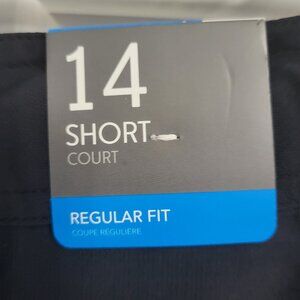 14
SHORT
COURT
REGULAR FIT
COUPE RÉGULIÈRE